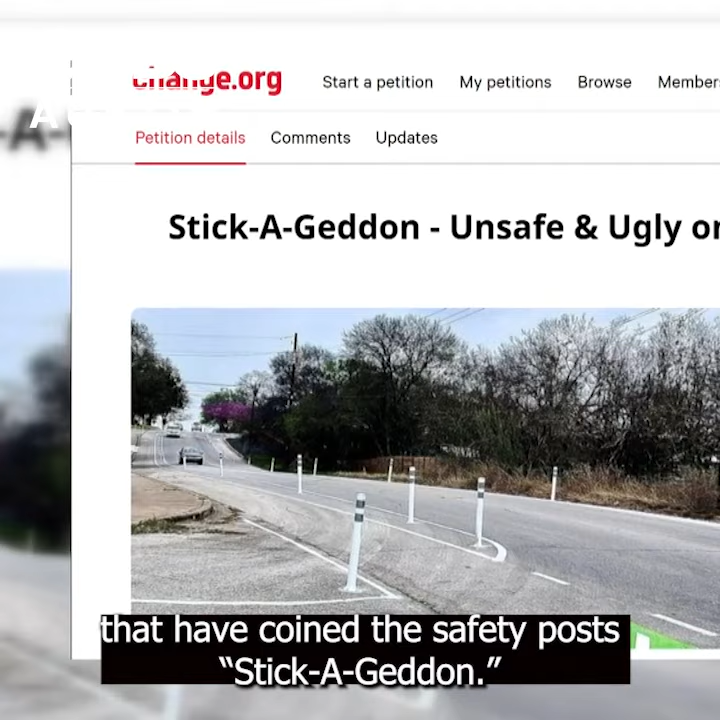 change.org Start a petition My petitions Browse
Petition details Comments Updates
Stick-A-Geddon - Unsafe & Ugly
that have coined the safety posts
“Stick-A-Geddon.”